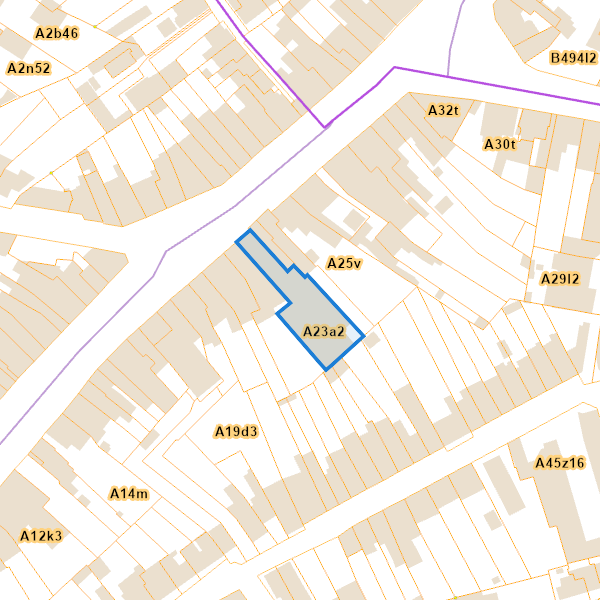 A2b46
B494l2
A2n52
A32t
A30t
A25v
A29l2
A23a2
A19d3
A45z16
A14m
A12k3